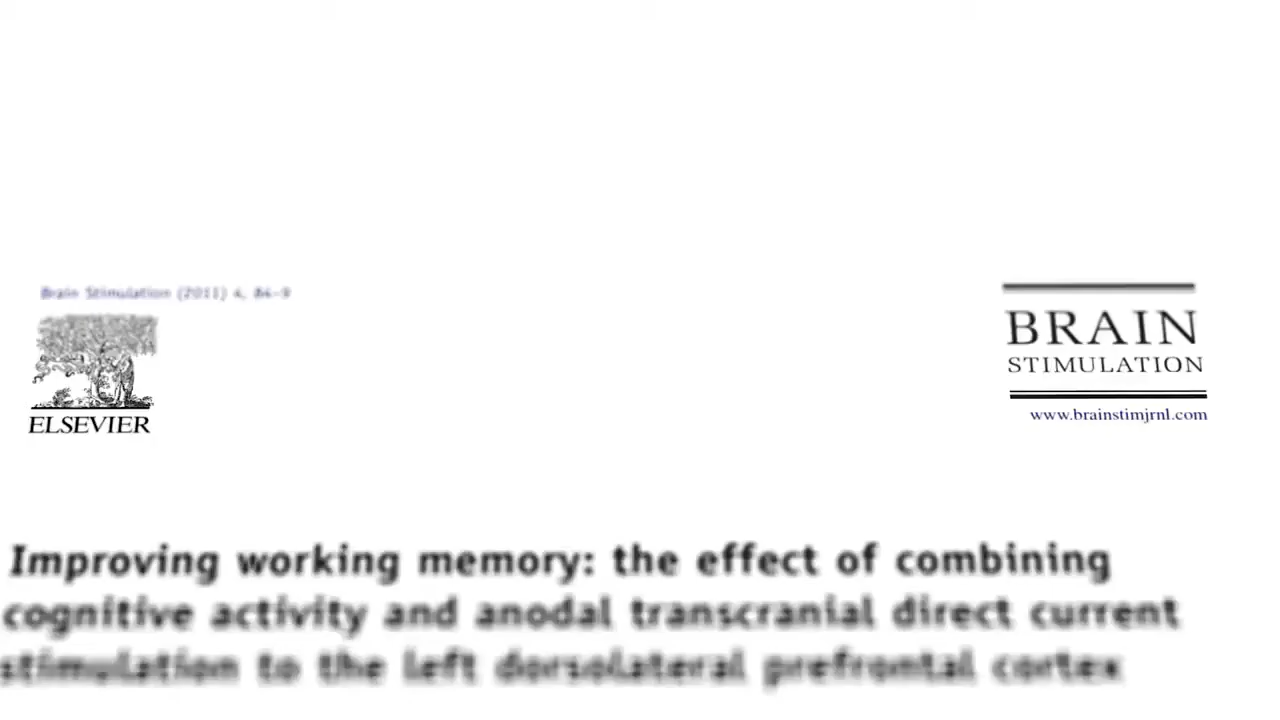 Brain Stimulation (2011) 4, 84–9
ELSEVIER
BRAIN
STIMULATION
www.brainstimjrnl.com
Improving working memory: the effect of combining
cognitive activity and anodal transcranial direct current
stimulation to the left dorsolateral prefrontal cortex